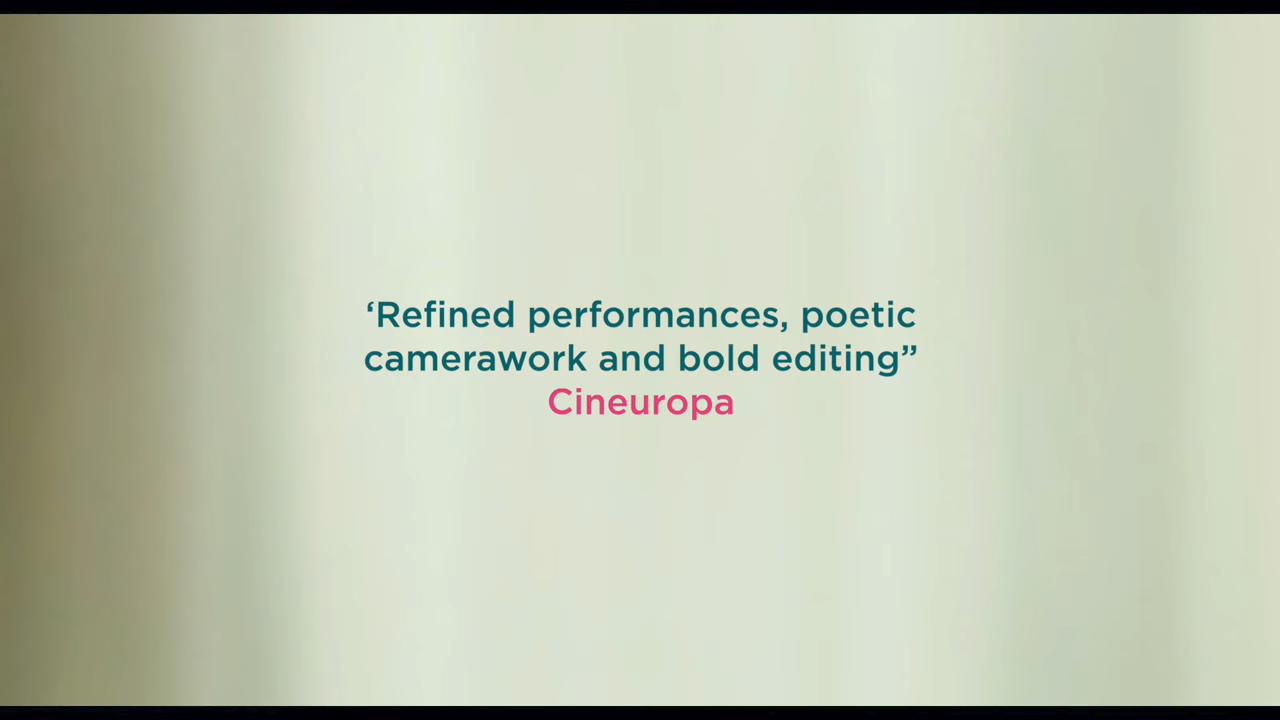 ‘Refined performances, poetic
camerawork and bold editing”
Cineuropa